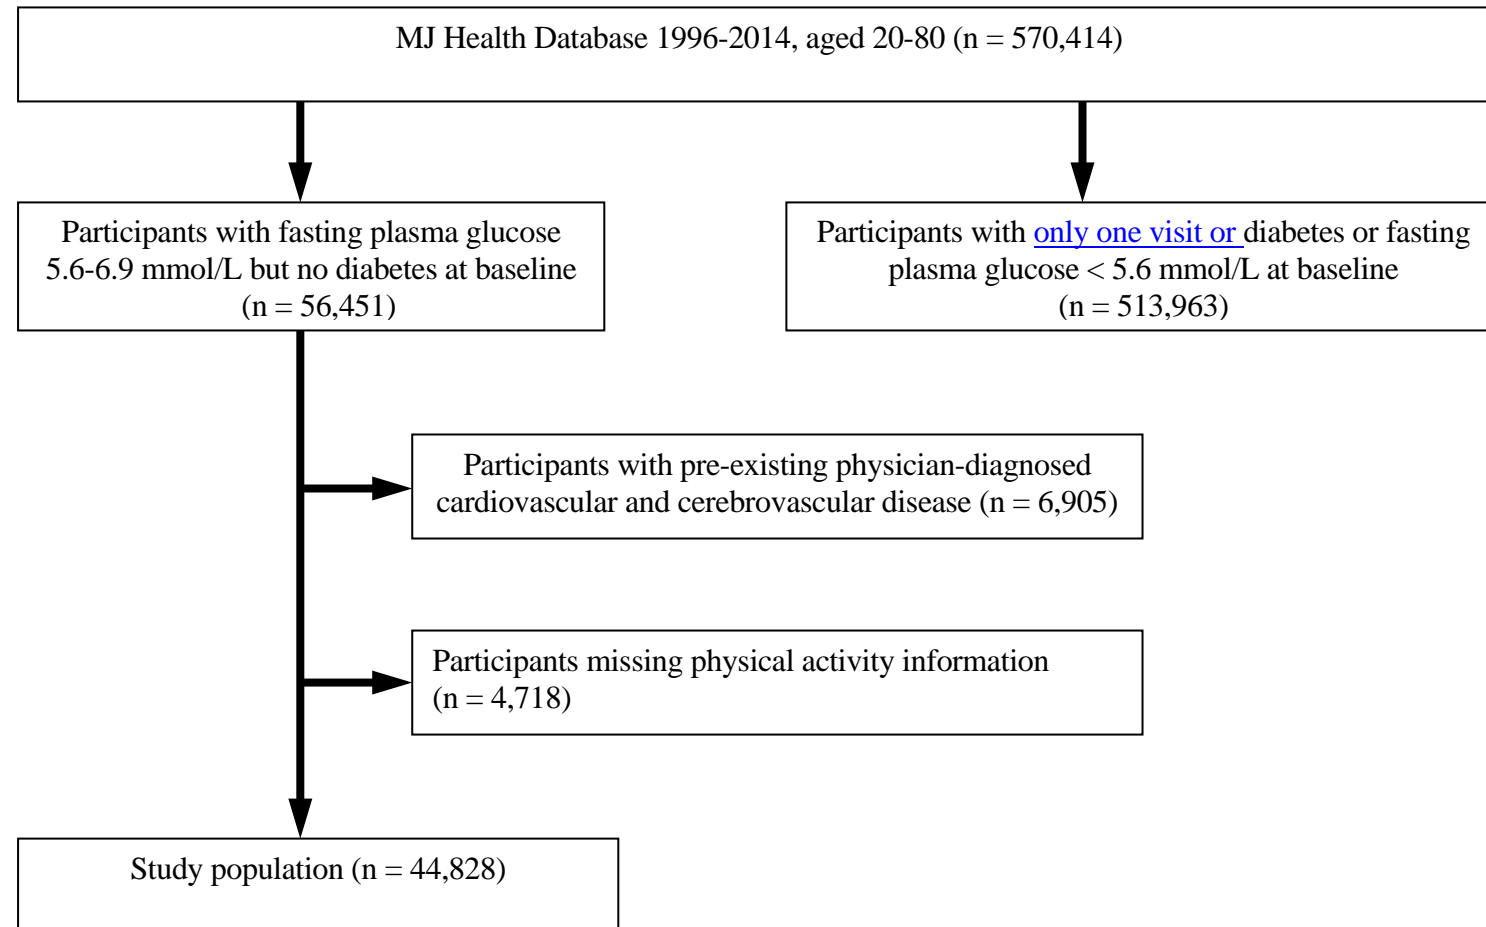 MJ Health Database 1996-2014, aged 20-80 (n = 570,414)
Participants with fasting plasma glucose
5.6-6.9 mmol/L but no diabetes at baseline
(n = 56,451)
Participants with only one visit or diabetes or fasting
plasma glucose < 5.6 mmol/L at baseline
(n = 513,963)
Participants with pre-existing physician-diagnosed
cardiovascular and cerebrovascular disease (n = 6,905)
Participants missing physical activity information
(n = 4,718)
Study population (n = 44,828)